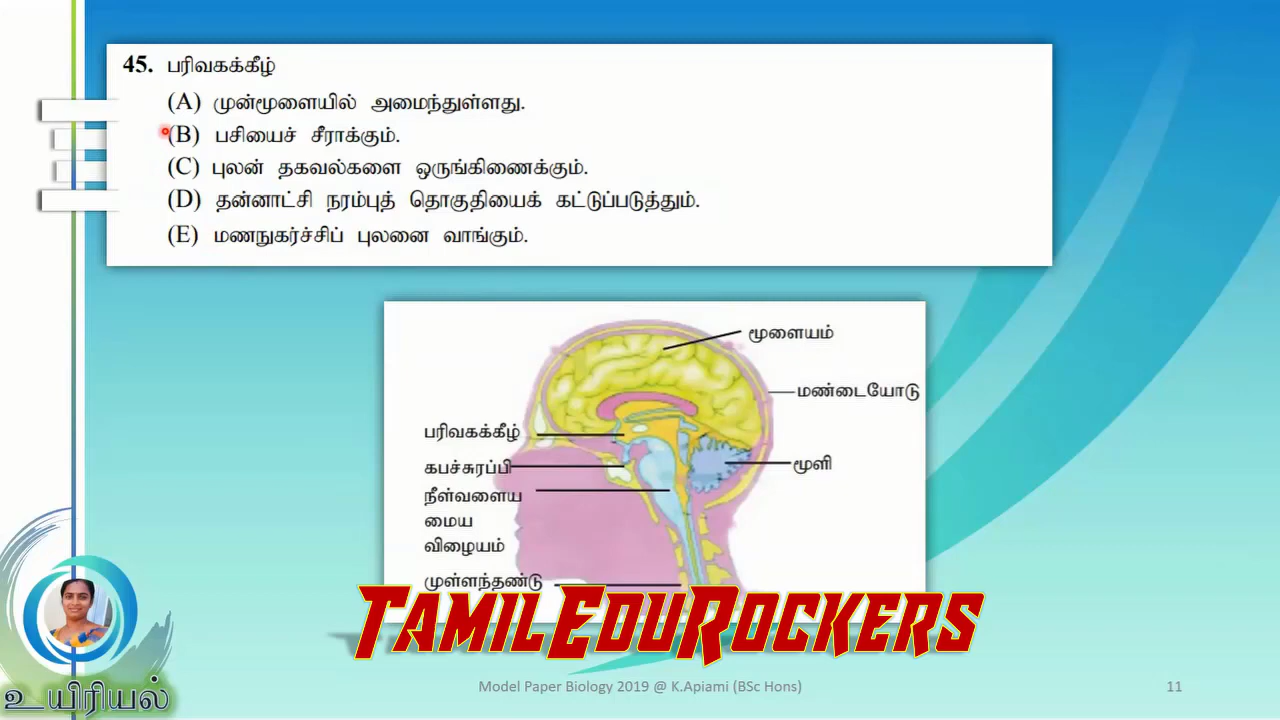 45. பரிவகக்கீழ்
(A) முன்மூளையில் அமைந்துள்ளது.
(B) பசியைச் சீராக்கும்.
(C) புலன் தகவல்களை ஒருங்கிணைக்கும்.
(D) தன்னாட்சி நரம்புத் தொகுதியைக் கட்டுப்படுத்தும்.
(E) மணநுகர்ச்சிப் புலனை வாங்கும்.
மூளையம்
மண்டையோடு
பரிவகக்கீழ்
மூளி
கபச்சுரப்பி
நீள்வளைய
மைய
விழையம்
முள்ளந்தண்டு
TAMILEDUROCKERS
உயிரியல்
Model Paper Biology 2019 @ K.Apiami (BSc Hons)
11